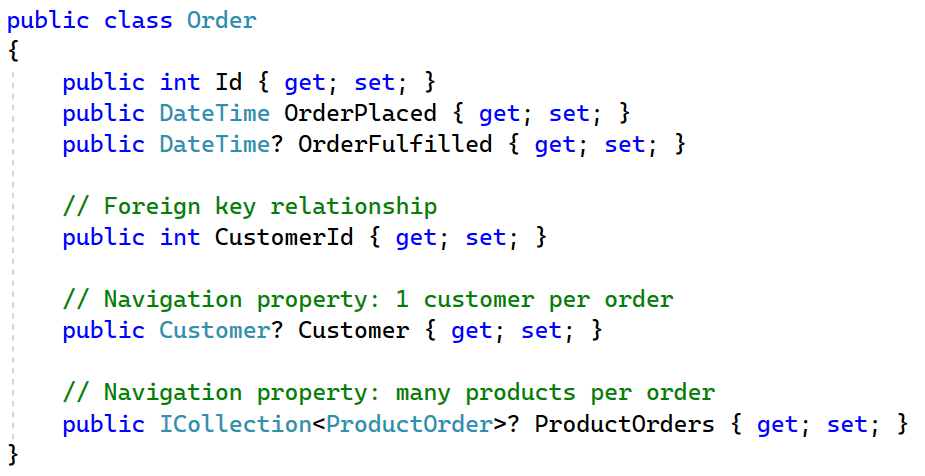 public class Order
{
    public int Id { get; set; }
    public DateTime OrderPlaced { get; set; }
    public DateTime? OrderFulfilled { get; set; }

    // Foreign key relationship
    public int CustomerId { get; set; }

    // Navigation property: 1 customer per order
    public Customer? Customer { get; set; }

    // Navigation property: many products per order
    public ICollection<ProductOrder>? ProductOrders { get; set; }
}